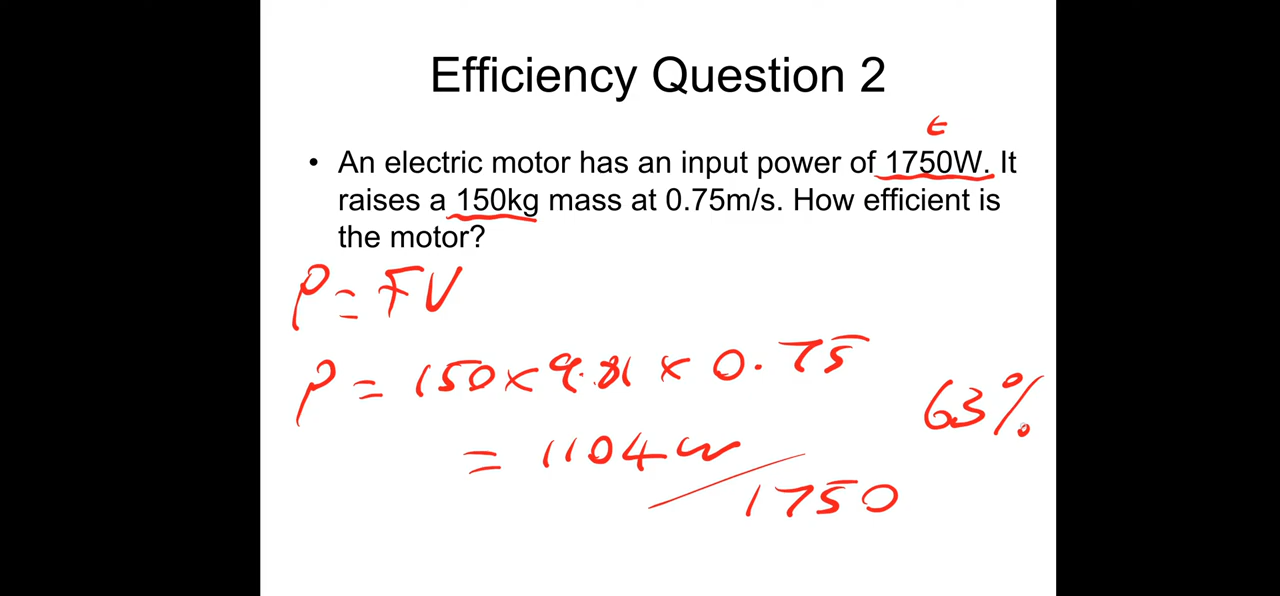 Efficiency Question 2
• An electric motor has an input power of 1750W. It
raises a 150kg mass at 0.75m/s. How efficient is
the motor?
P = FV
P = 150 x 9.81 x 0.75
= 1104W
/1750
63%